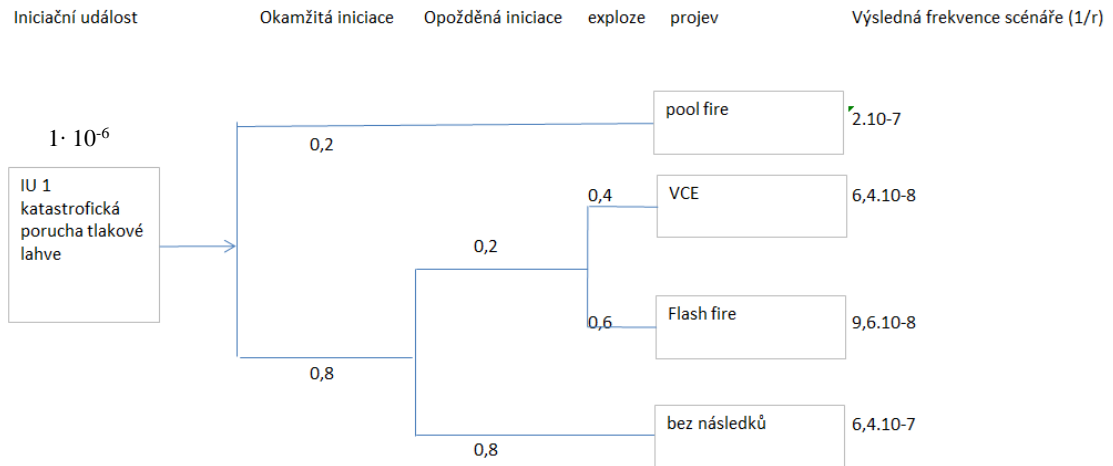 Iniciační událost
Okamžitá iniciace
Opožděná iniciace
exploze
projev
Výsledná frekvence scénáře (1/r)
1· 10⁻⁶
IU 1
katastrofická
porucha tlakové
lahve
0,2
pool fire
2.10-7
0,4
VCE
6,4.10-8
0,2
0,6
Flash fire
9,6.10-8
0,8
0,8
bez následků
6,4.10-7